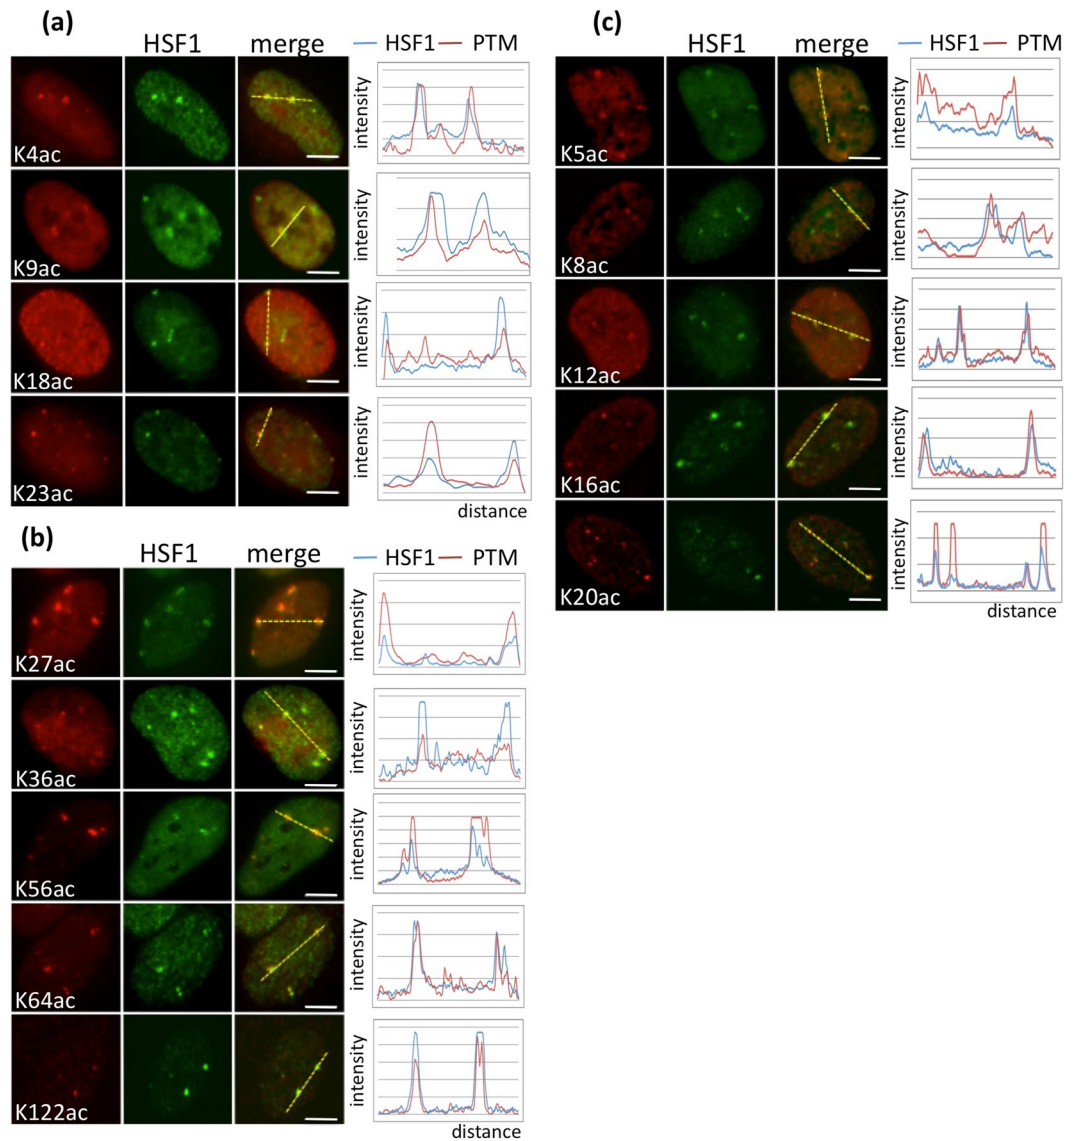 (a)
HSF1 merge HSF1 PTM
K4ac intensity
K9ac intensity
K18ac intensity
K23ac intensity
distance
(b)
HSF1 merge HSF1 PTM
K27ac intensity
K36ac intensity
K56ac intensity
K64ac intensity
K122ac intensity
distance
(c)
HSF1 merge HSF1 PTM
K5ac intensity
K8ac intensity
K12ac intensity
K16ac intensity
K20ac intensity
distance